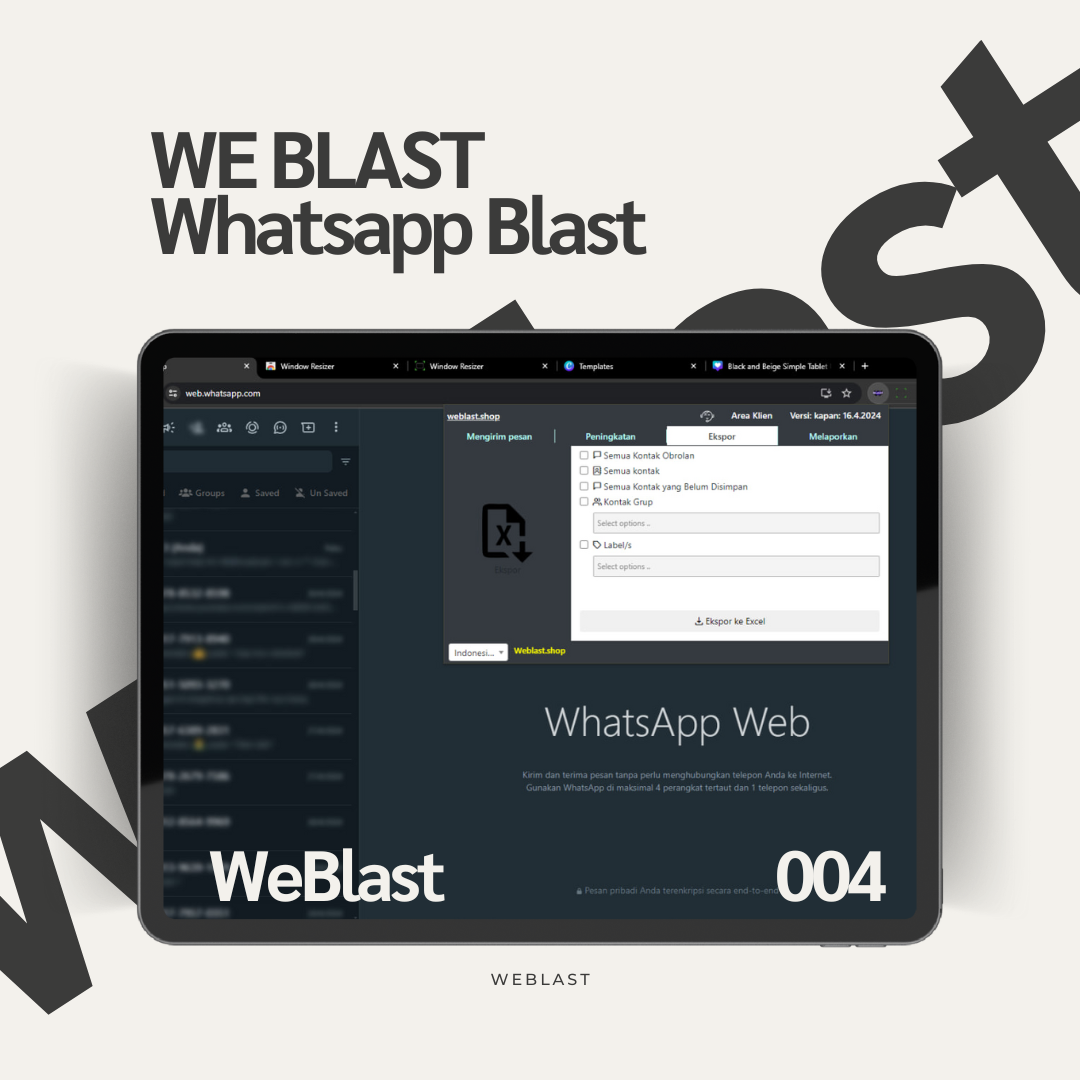 WE BLAST
Whatsapp Blast
Window Resizer
Window Resizer
Templates
Black and Beige Simple Tablet
web.whatsapp.com
weblast.shop
Area Klien
Versi: kapan: 16.4.2024
Mengirim pesan
Peningkatan
Ekspor
Melaporkan
Groups
Saved
Un Saved
Semua Kontak Obrolan
Semua kontak
Semua Kontak yang Belum Disimpan
Kontak Grup
Select options ..
Label/s
Select options ..
Ekspor
Ekspor ke Excel
Indonesi...
Weblast.shop
WhatsApp Web
Kirim dan terima pesan tanpa perlu menghubungkan telepon Anda ke Internet.
Gunakan WhatsApp di maksimal 4 perangkat tertaut dan 1 telepon sekaligus.
Pesan pribadi Anda terenkripsi secara end-to-end
WeBlast
004
WEBLAST